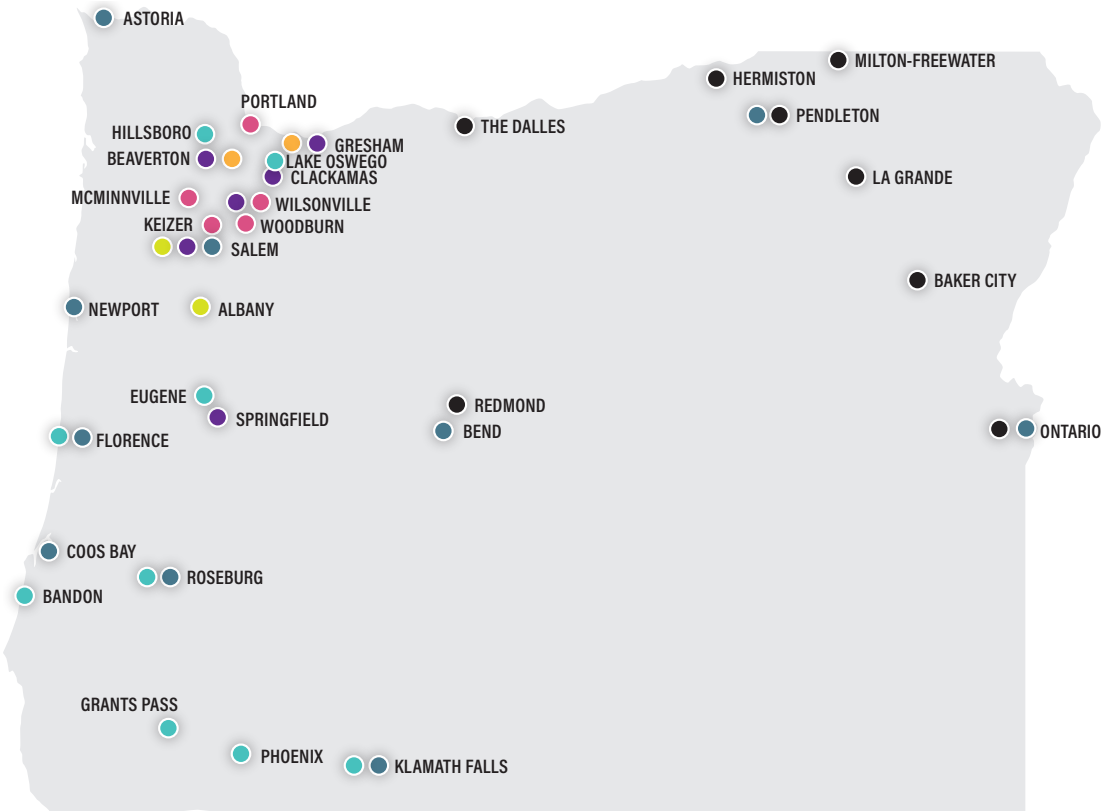 ASTORIA
MILTON-FREEWATER
HERMISTON
PORTLAND
PENDLETON
THE DALLES
HILLSBORO
GRESHAM
BEAVERTON
LAKE OSWEGO
CLACKAMAS
LA GRANDE
MCMINNVILLE
WILSONVILLE
KEIZER
WOODBURN
SALEM
BAKER CITY
NEWPORT
ALBANY
EUGENE
REDMOND
SPRINGFIELD
BEND
ONTARIO
FLORENCE
COOS BAY
ROSEBURG
BANDON
GRANTS PASS
PHOENIX
KLAMATH FALLS